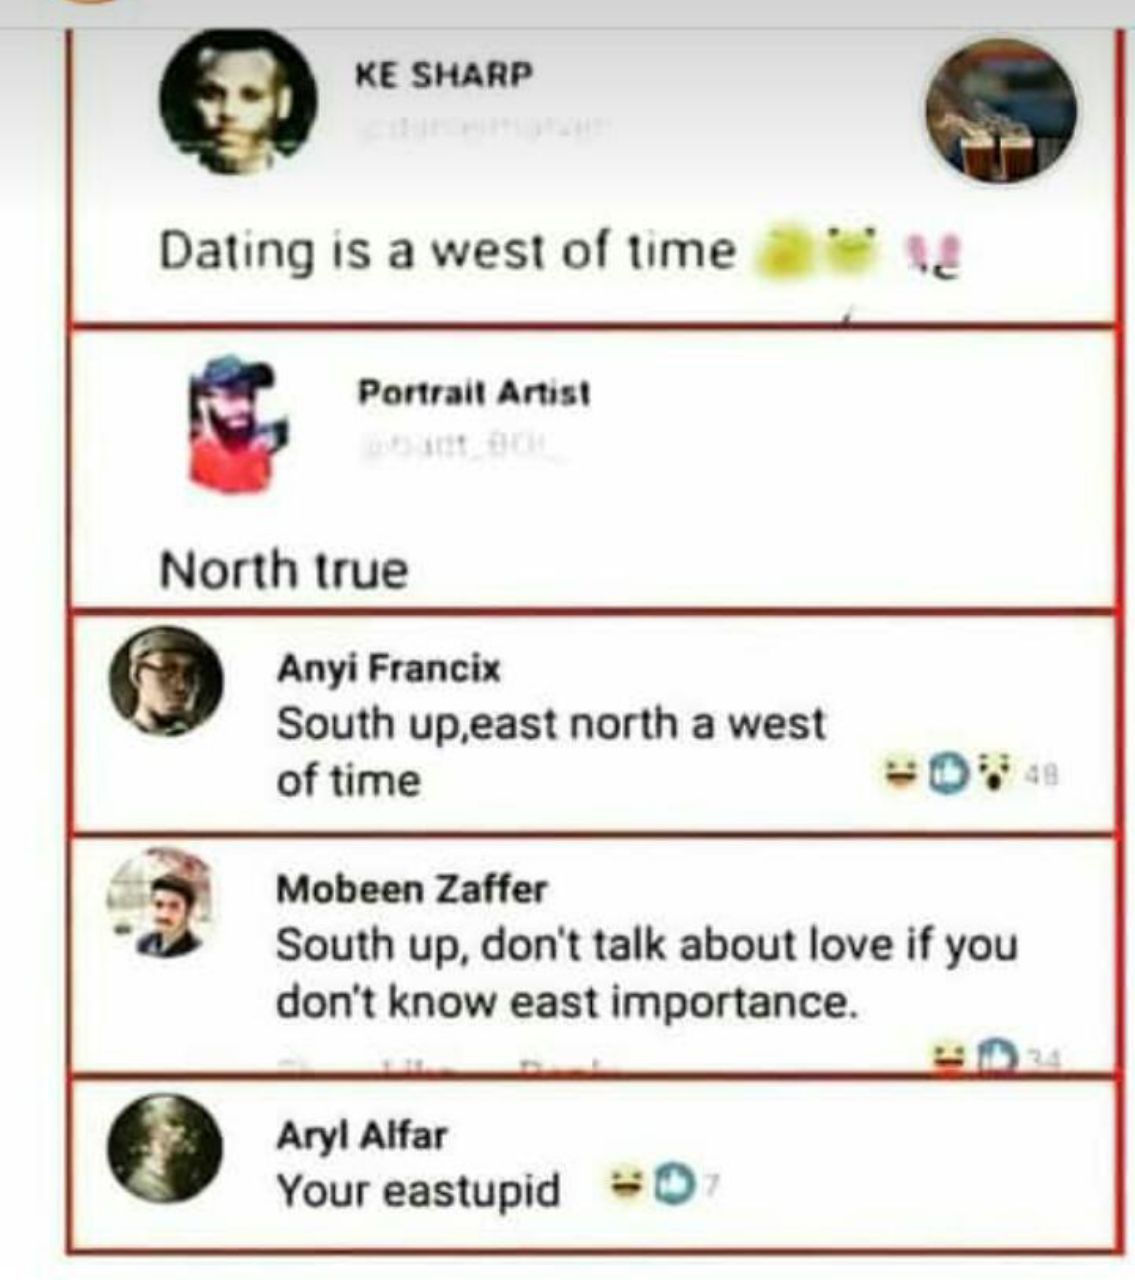 KE SHARP
Dating is a west of time
Portrait Artist
North true
Anyi Francix
South up,east north a west
of time
48
Mobeen Zaffer
South up, don't talk about love if you
don't know east importance.
34
Aryl Alfar
Your eastupid
7